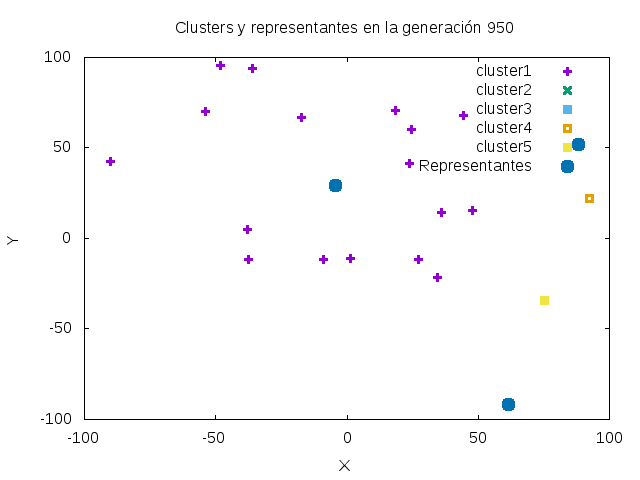 Clusters y representantes en la generación 950
100
50
0
-50
-100
-100 -50 0 50 100
X
Y
cluster1
cluster2
cluster3
cluster4
cluster5
Representantes